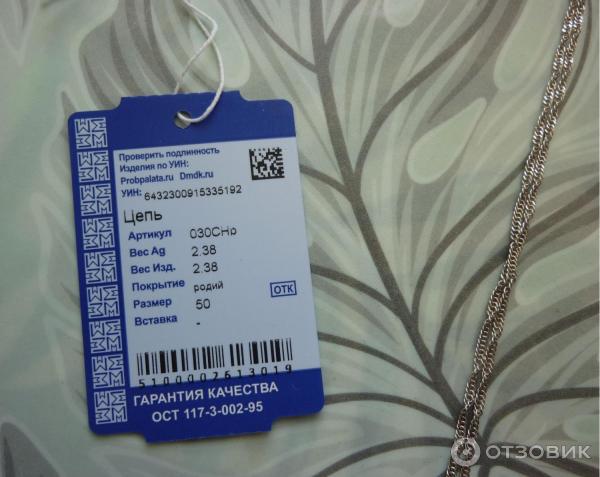 Проверить подлинность
Изделия по УИН:
Probpalata.ru Dmdk.ru
УИН: 6432300915335192
Цепь
Артикул 030СНр
Вес Ag 2.38
Вес Изд. 2.38
Покрытие родий
ОТК
Размер 50
Вставка -
5100007613019
ГАРАНТИЯ КАЧЕСТВА
ОСТ 117-3-002-95
ОТЗОВИК